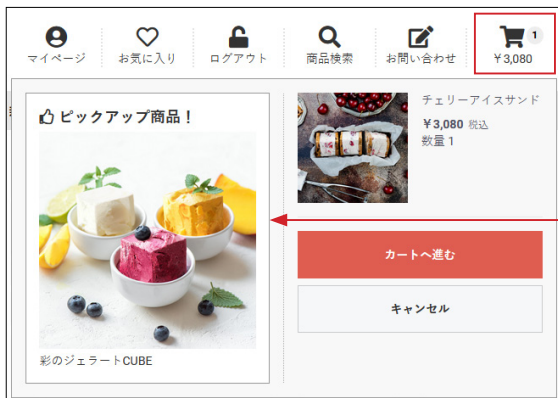 マイページ
お気に入り
ログアウト
商品検索
お問い合わせ
1
¥3,080
ピックアップ商品！
彩のジェラートCUBE
チェリーアイスサンド
¥3,080 税込
数量 1
カートへ進む
キャンセル